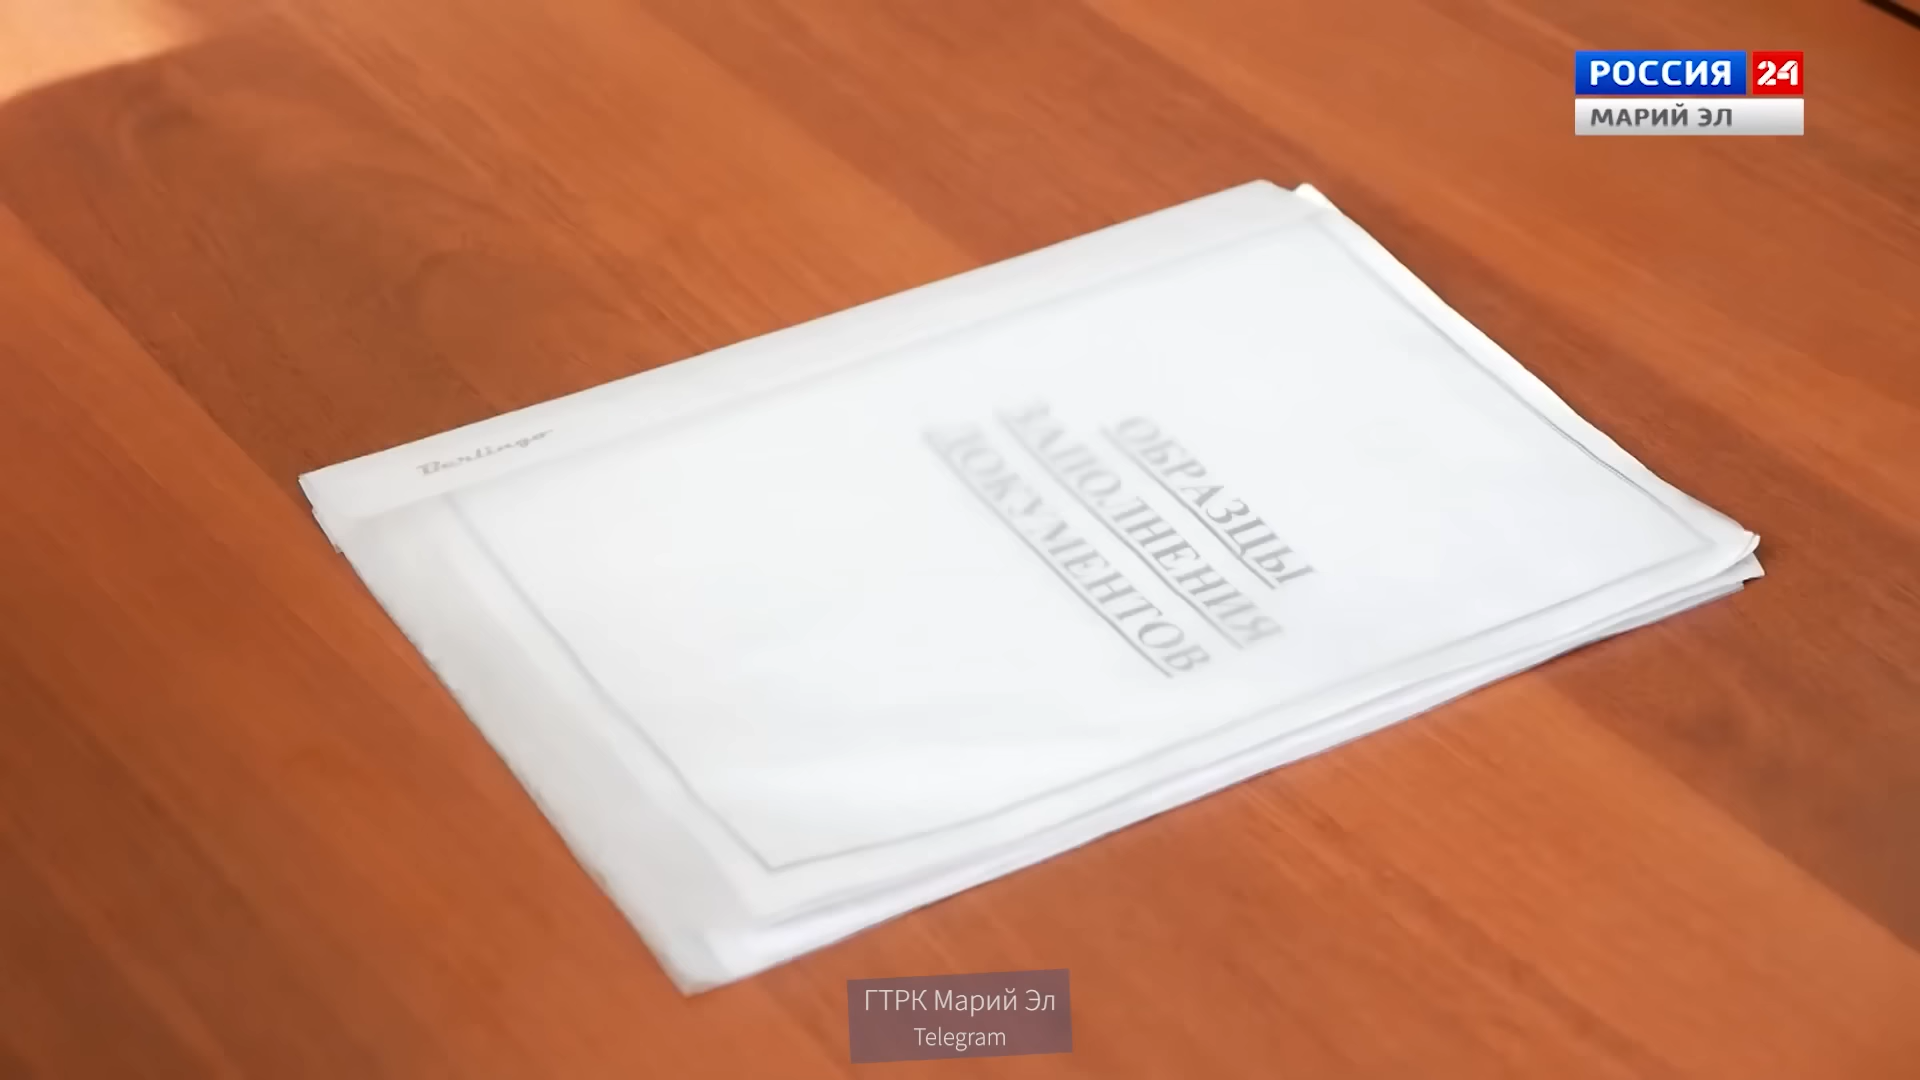 РОССИЯ 24
МАРИЙ ЭЛ
Berlingo
ОБРАЗЦЫ
ЗАПОЛНЕНИЯ
ДОКУМЕНТОВ
ГТРК Марий Эл
Telegram